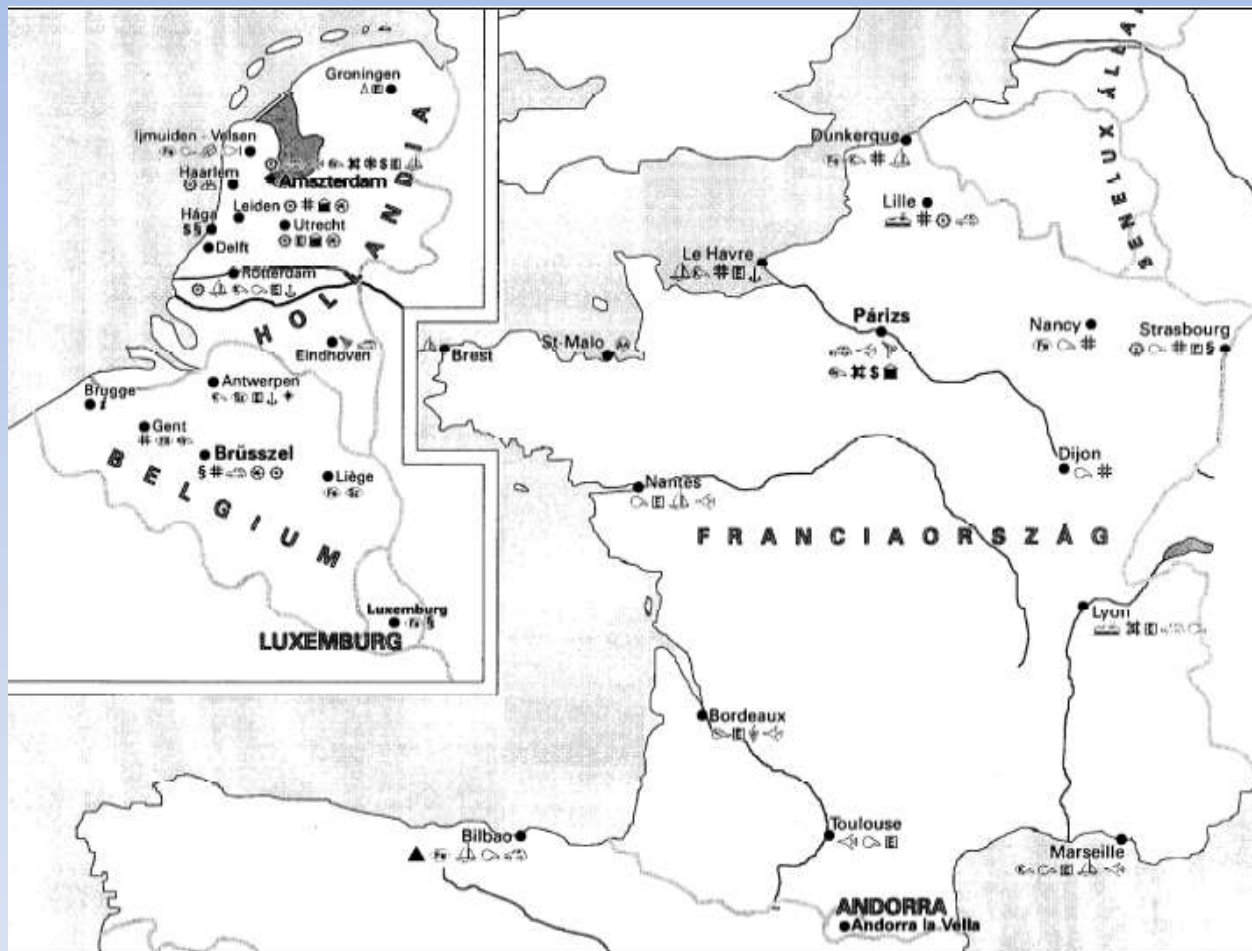 Groningen
Ijmuiden - Velsen
Haarlem
Amszterdam
Leiden
Hága
Utrecht
Delft
Rotterdam
HOLLANDIA
Eindhoven
Antwerpen
Brugge
Gent
Brüsszel
Liège
BELGIUM
Luxemburg
LUXEMBURG
Dunkerque
Lille
Le Havre
Párizs
Nancy
Strasbourg
St-Malo
Brest
Dijon
Nantes
FRANCIAORSZÁG
Lyon
Bordeaux
Toulouse
Bilbao
Marseille
ANDORRA
Andorra la Vella